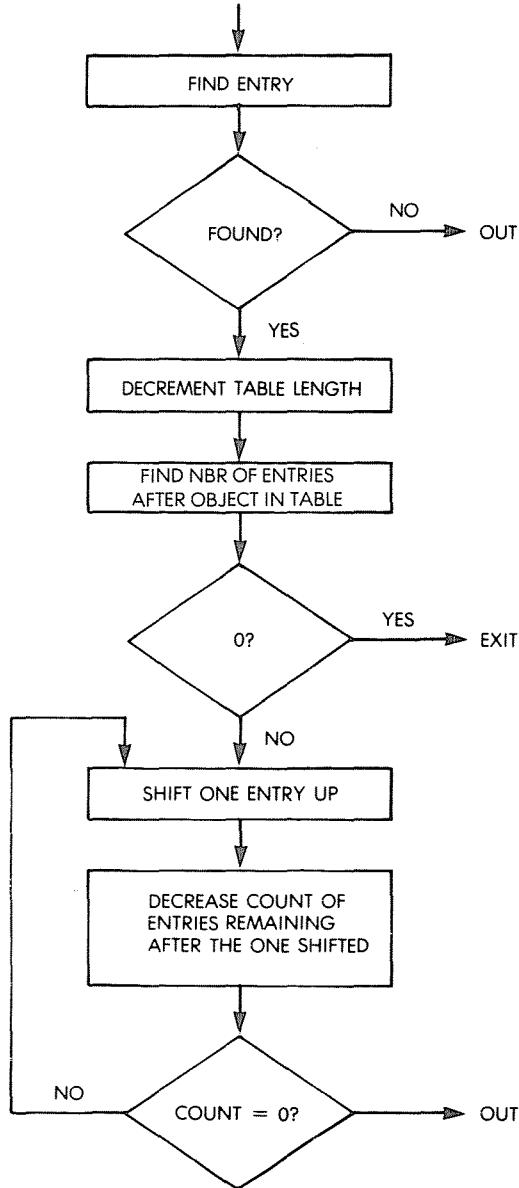 FIND ENTRY
FOUND?
NO
OUT
YES
DECREMENT TABLE LENGTH
FIND NBR OF ENTRIES
AFTER OBJECT IN TABLE
0?
YES
EXIT
NO
SHIFT ONE ENTRY UP
DECREASE COUNT OF
ENTRIES REMAINING
AFTER THE ONE SHIFTED
NO
COUNT = 0?
OUT